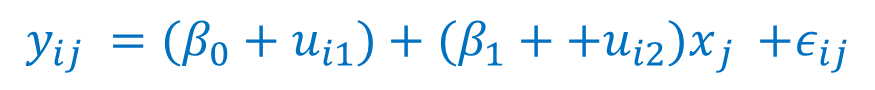 y_{ij} = (β_0 + u_{i1}) + (β_1 + +u_{i2})x_j +ϵ_{ij}